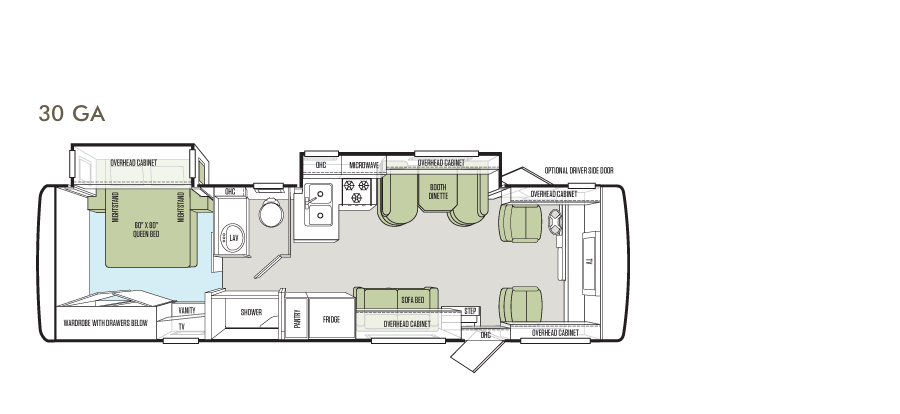 30 GA
OVERHEAD CABINET
OHC
MICROWAVE
OVERHEAD CABINET
OPTIONAL DRIVER SIDE DOOR
NIGHTSTAND
NIGHTSTAND
OHC
BOOTH
DINETTE
OVERHEAD CABINET
60" X 80"
QUEEN BED
LAV
TV
SOFA BED
VANITY
SHOWER
PANTRY
FRIDGE
STEP
WARDROBE WITH DRAWERS BELOW
TV
OVERHEAD CABINET
OHC
OVERHEAD CABINET